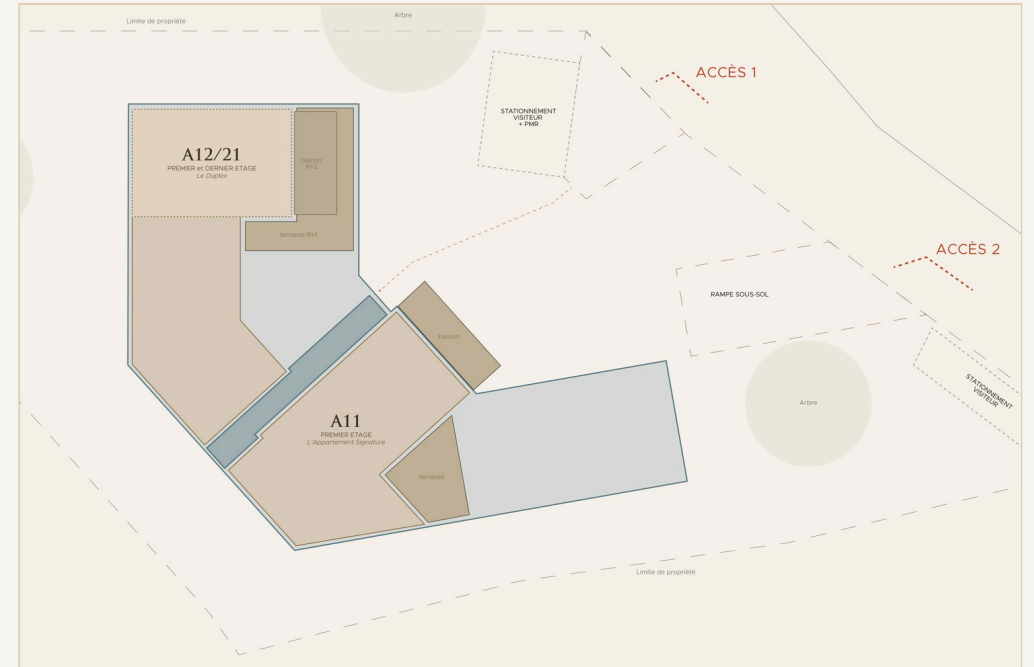 Arbre
Limite de propriété
ACCÈS 1
STATIONNEMENT
VISITEUR
+ PMR
A12/21
PREMIER et DERNIER ETAGE
Le Duplex
balcon
R+2
terrasse R+1
ACCÈS 2
RAMPE SOUS-SOL
balcon
STATIONNEMENT
VISITEUR
Arbre
A11
PREMIER ETAGE
L'Appartement Signature
terrasse
Limite de propriété